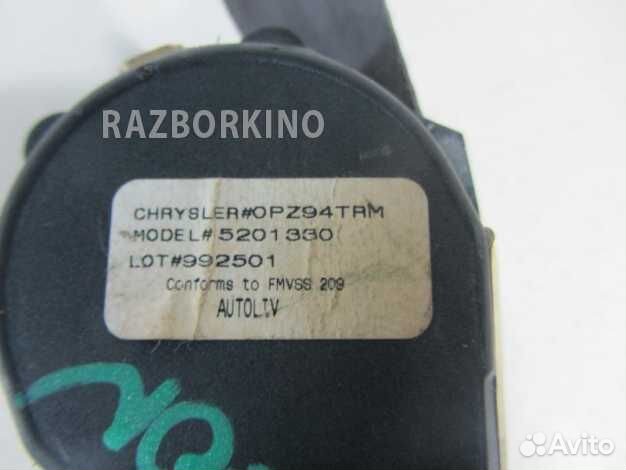 RAZBORKINO
CHRYSLER#0PZ94TRM
MODEL#5201330
LOT#992501
Conforms to FMVSS 209
AUTOLIV
Avito